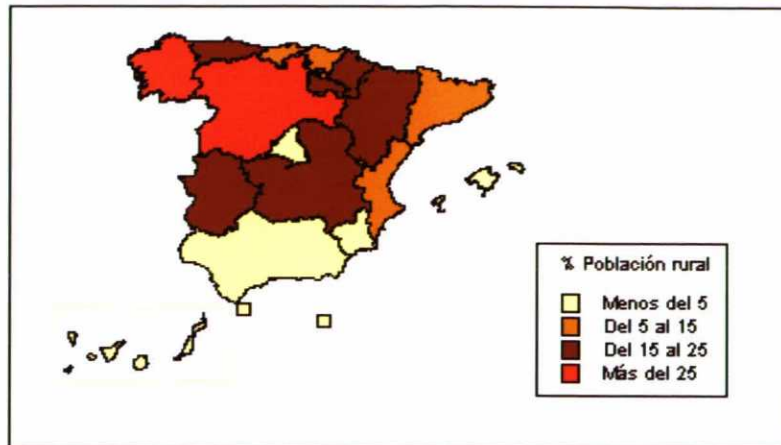 % Población rural
Menos del 5
Del 5 al 15
Del 15 al 25
Más del 25